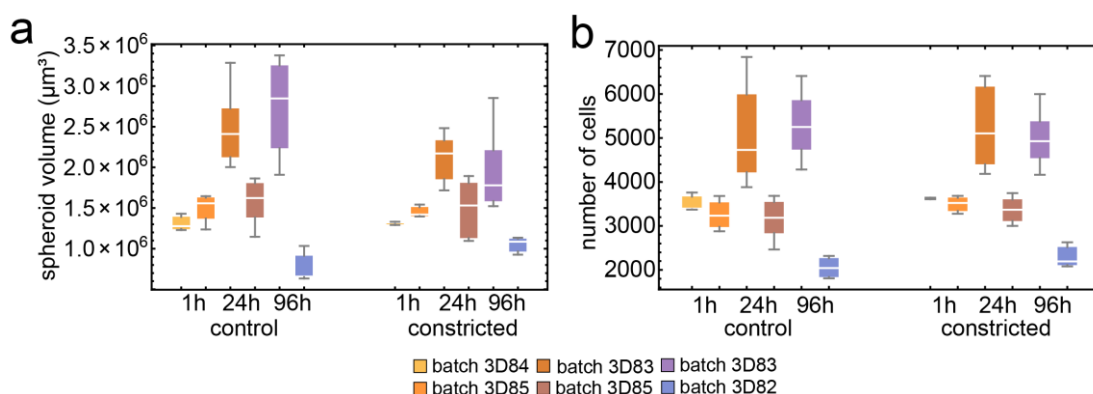 a
spheroid volume (μm³)
3.5×10⁶
3.0×10⁶
2.5×10⁶
2.0×10⁶
1.5×10⁶
1.0×10⁶
1h 24h 96h 1h 24h 96h
control constricted
b
number of cells
7000
6000
5000
4000
3000
2000
1h 24h 96h 1h 24h 96h
control constricted
batch 3D84 batch 3D83 batch 3D83
batch 3D85 batch 3D85 batch 3D82